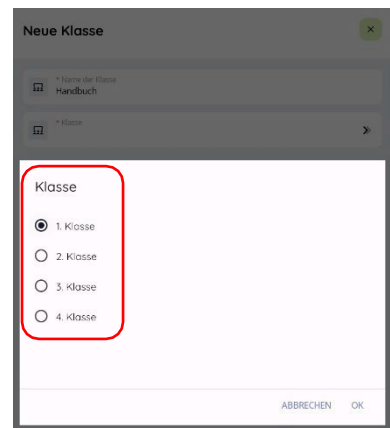 Neue Klasse
* Name der Klasse
Handbuch
* Klasse
Klasse
1. Klasse
2. Klasse
3. Klasse
4. Klasse
ABBRECHEN OK